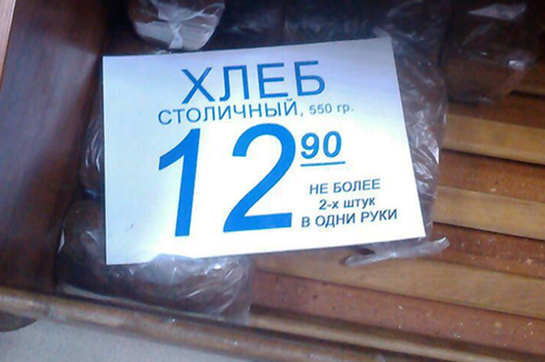 ХЛЕБ
СТОЛИЧНЫЙ, 550 гр.
12 90
НЕ БОЛЕЕ
2-х штук
В ОДНИ РУКИ